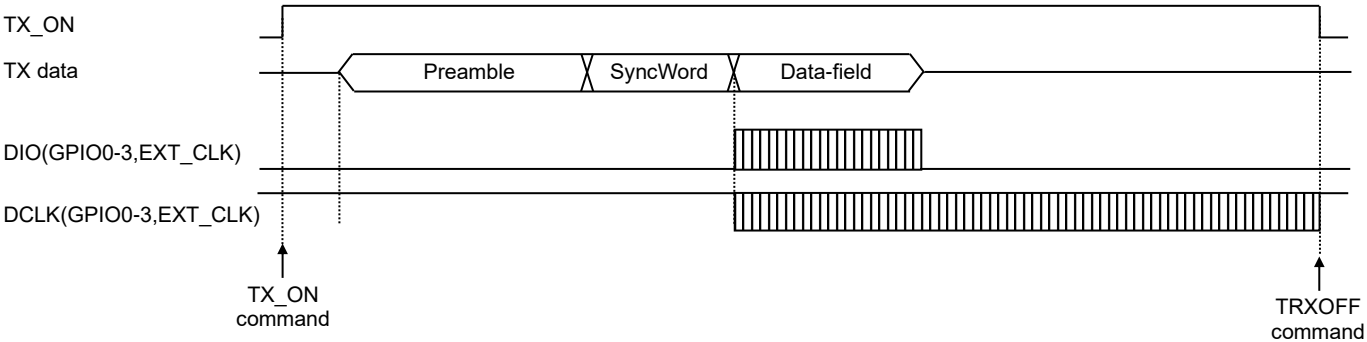 TX_ON
TX data
Preamble
SyncWord
Data-field
DIO(GPIO0-3,EXT_CLK)
DCLK(GPIO0-3,EXT_CLK)
TX_ON
command
TRXOFF
command